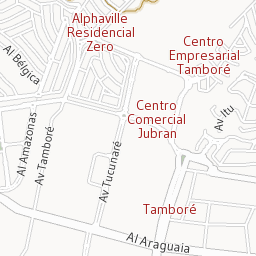 Alphaville
Residencial
Zero
Centro
Empresarial
Tamboré
Al Bélgica
Centro
Comercial
Jubran
Av Itu
Al Amazonas
Av Tamboré
Av Tucunaré
Tamboré
Al Araguaia